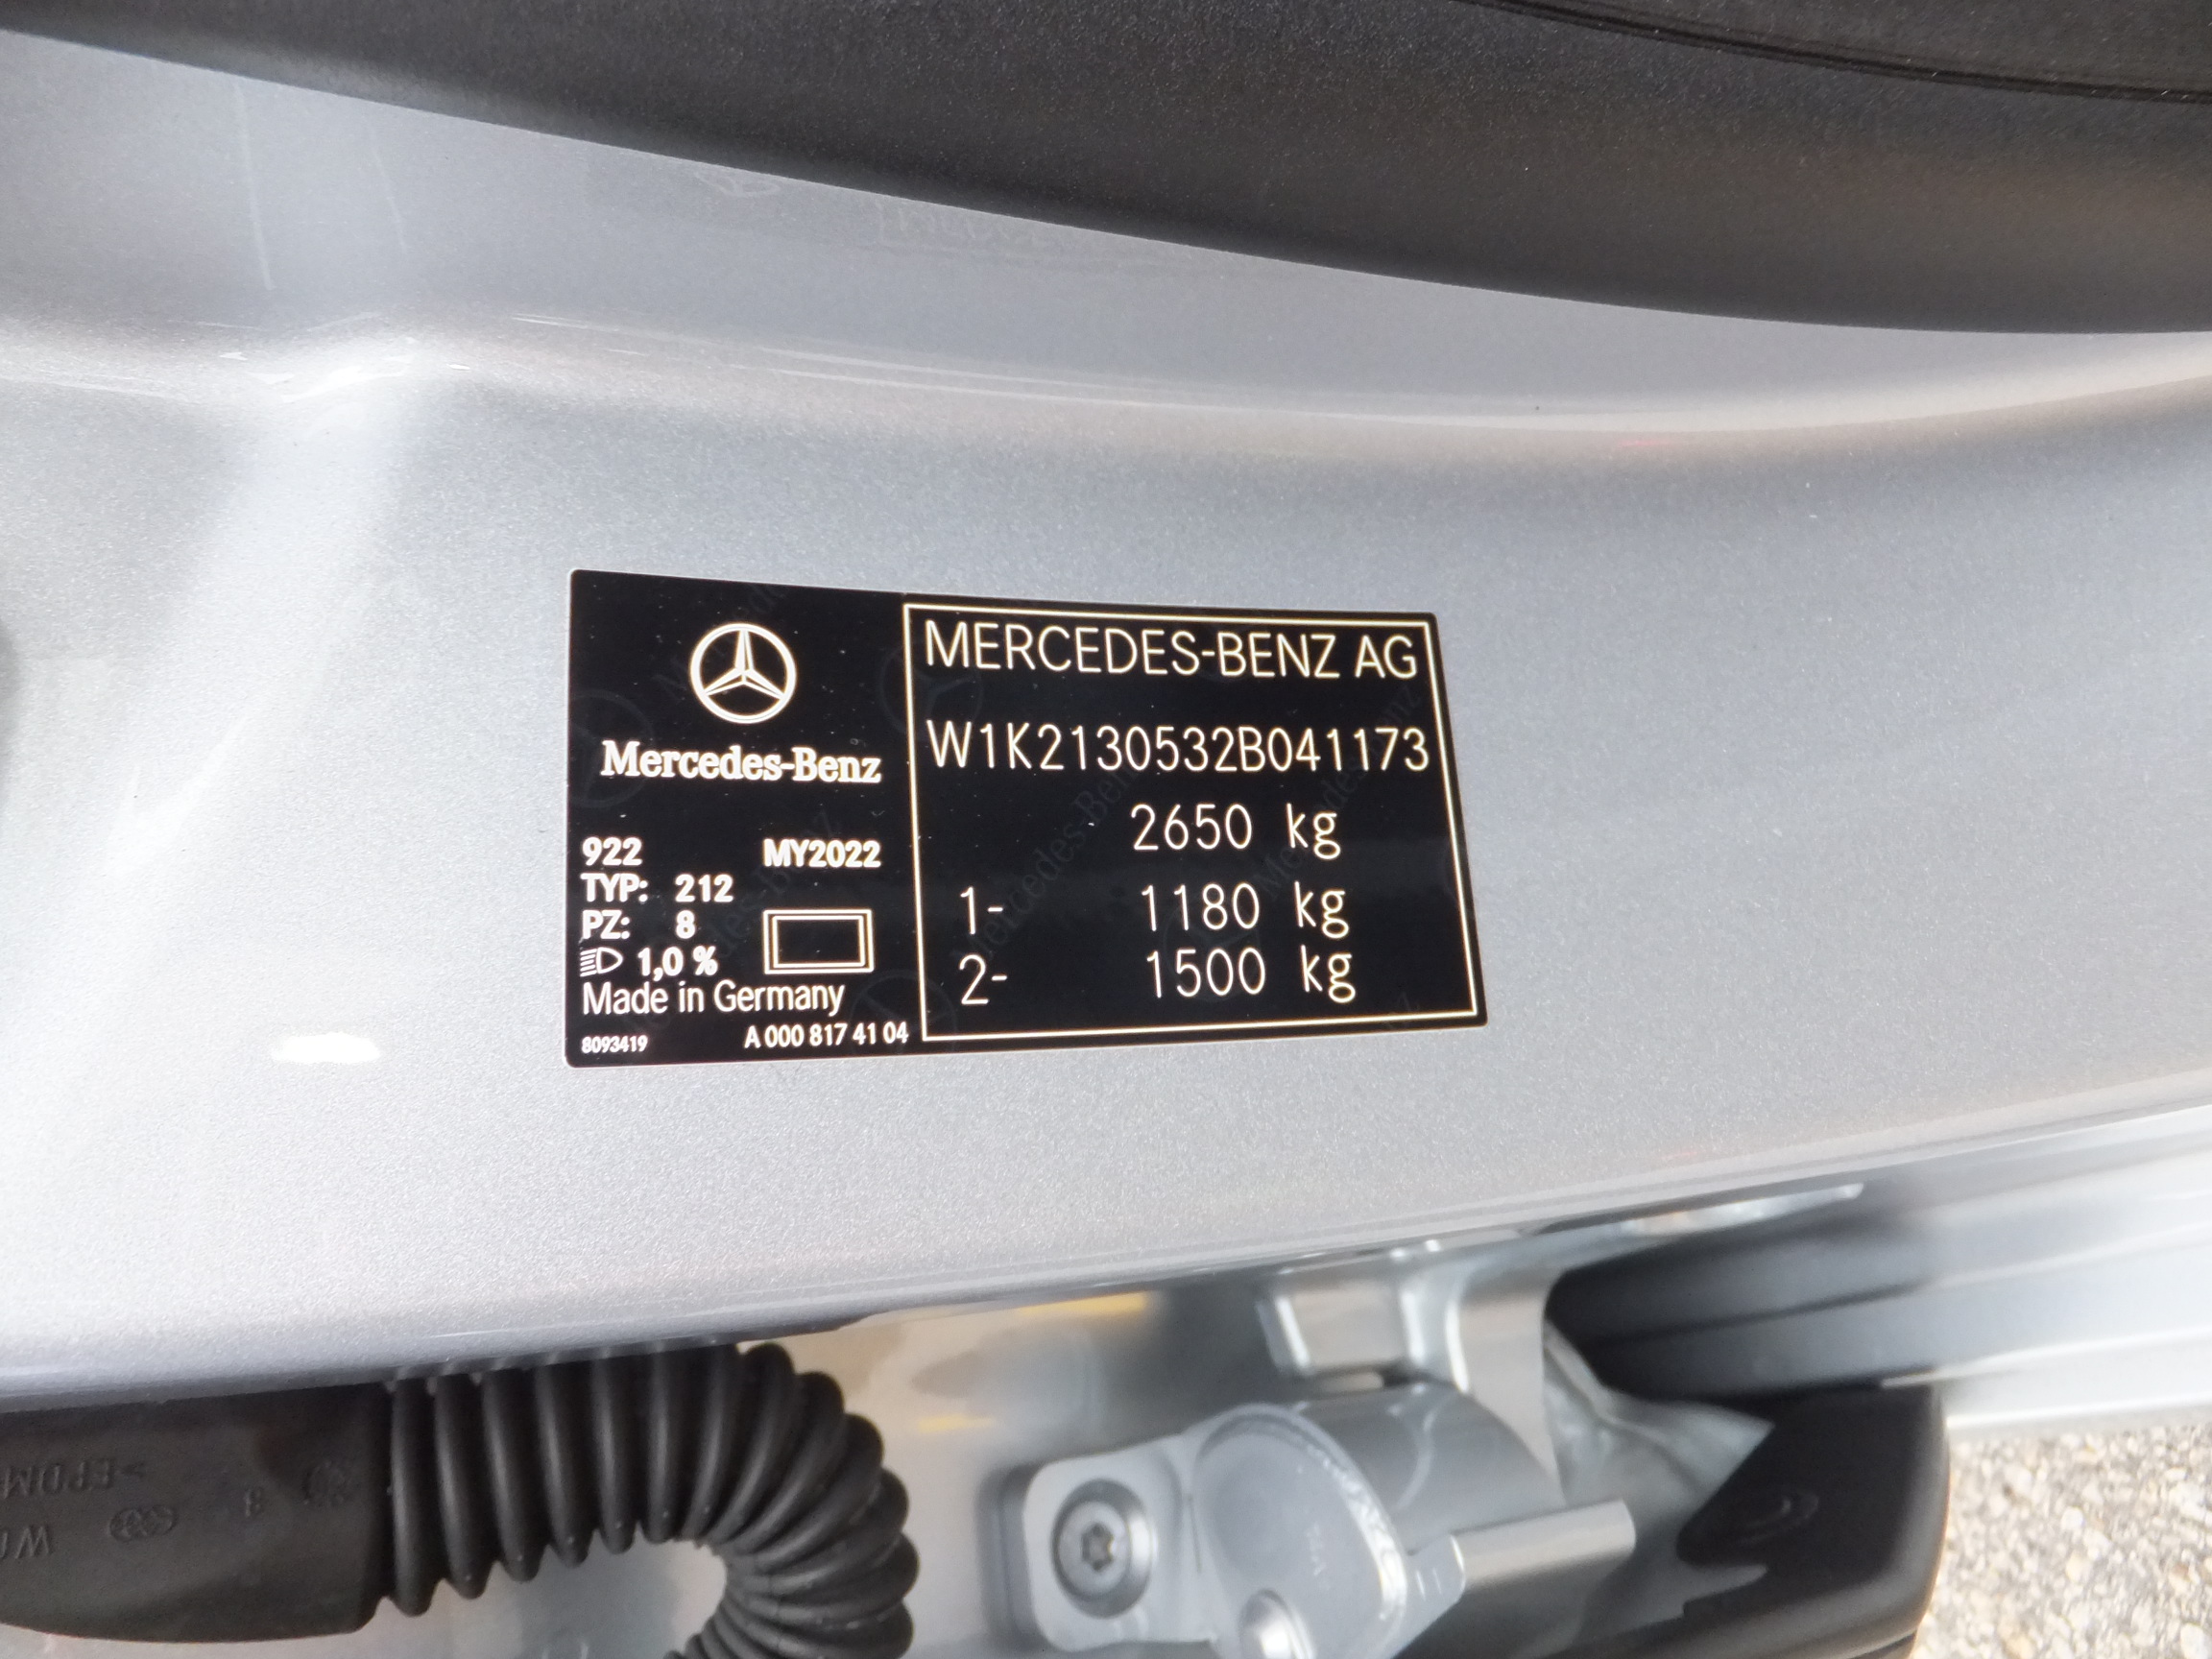 Mercedes-Benz
922 MY2022
TYP: 212
PZ: 8
1,0 %
Made in Germany
8093419 A 000 817 41 04
MERCEDES-BENZ AG
W1K2130532B041173
2650 kg
1- 1180 kg
2- 1500 kg
>EPDM